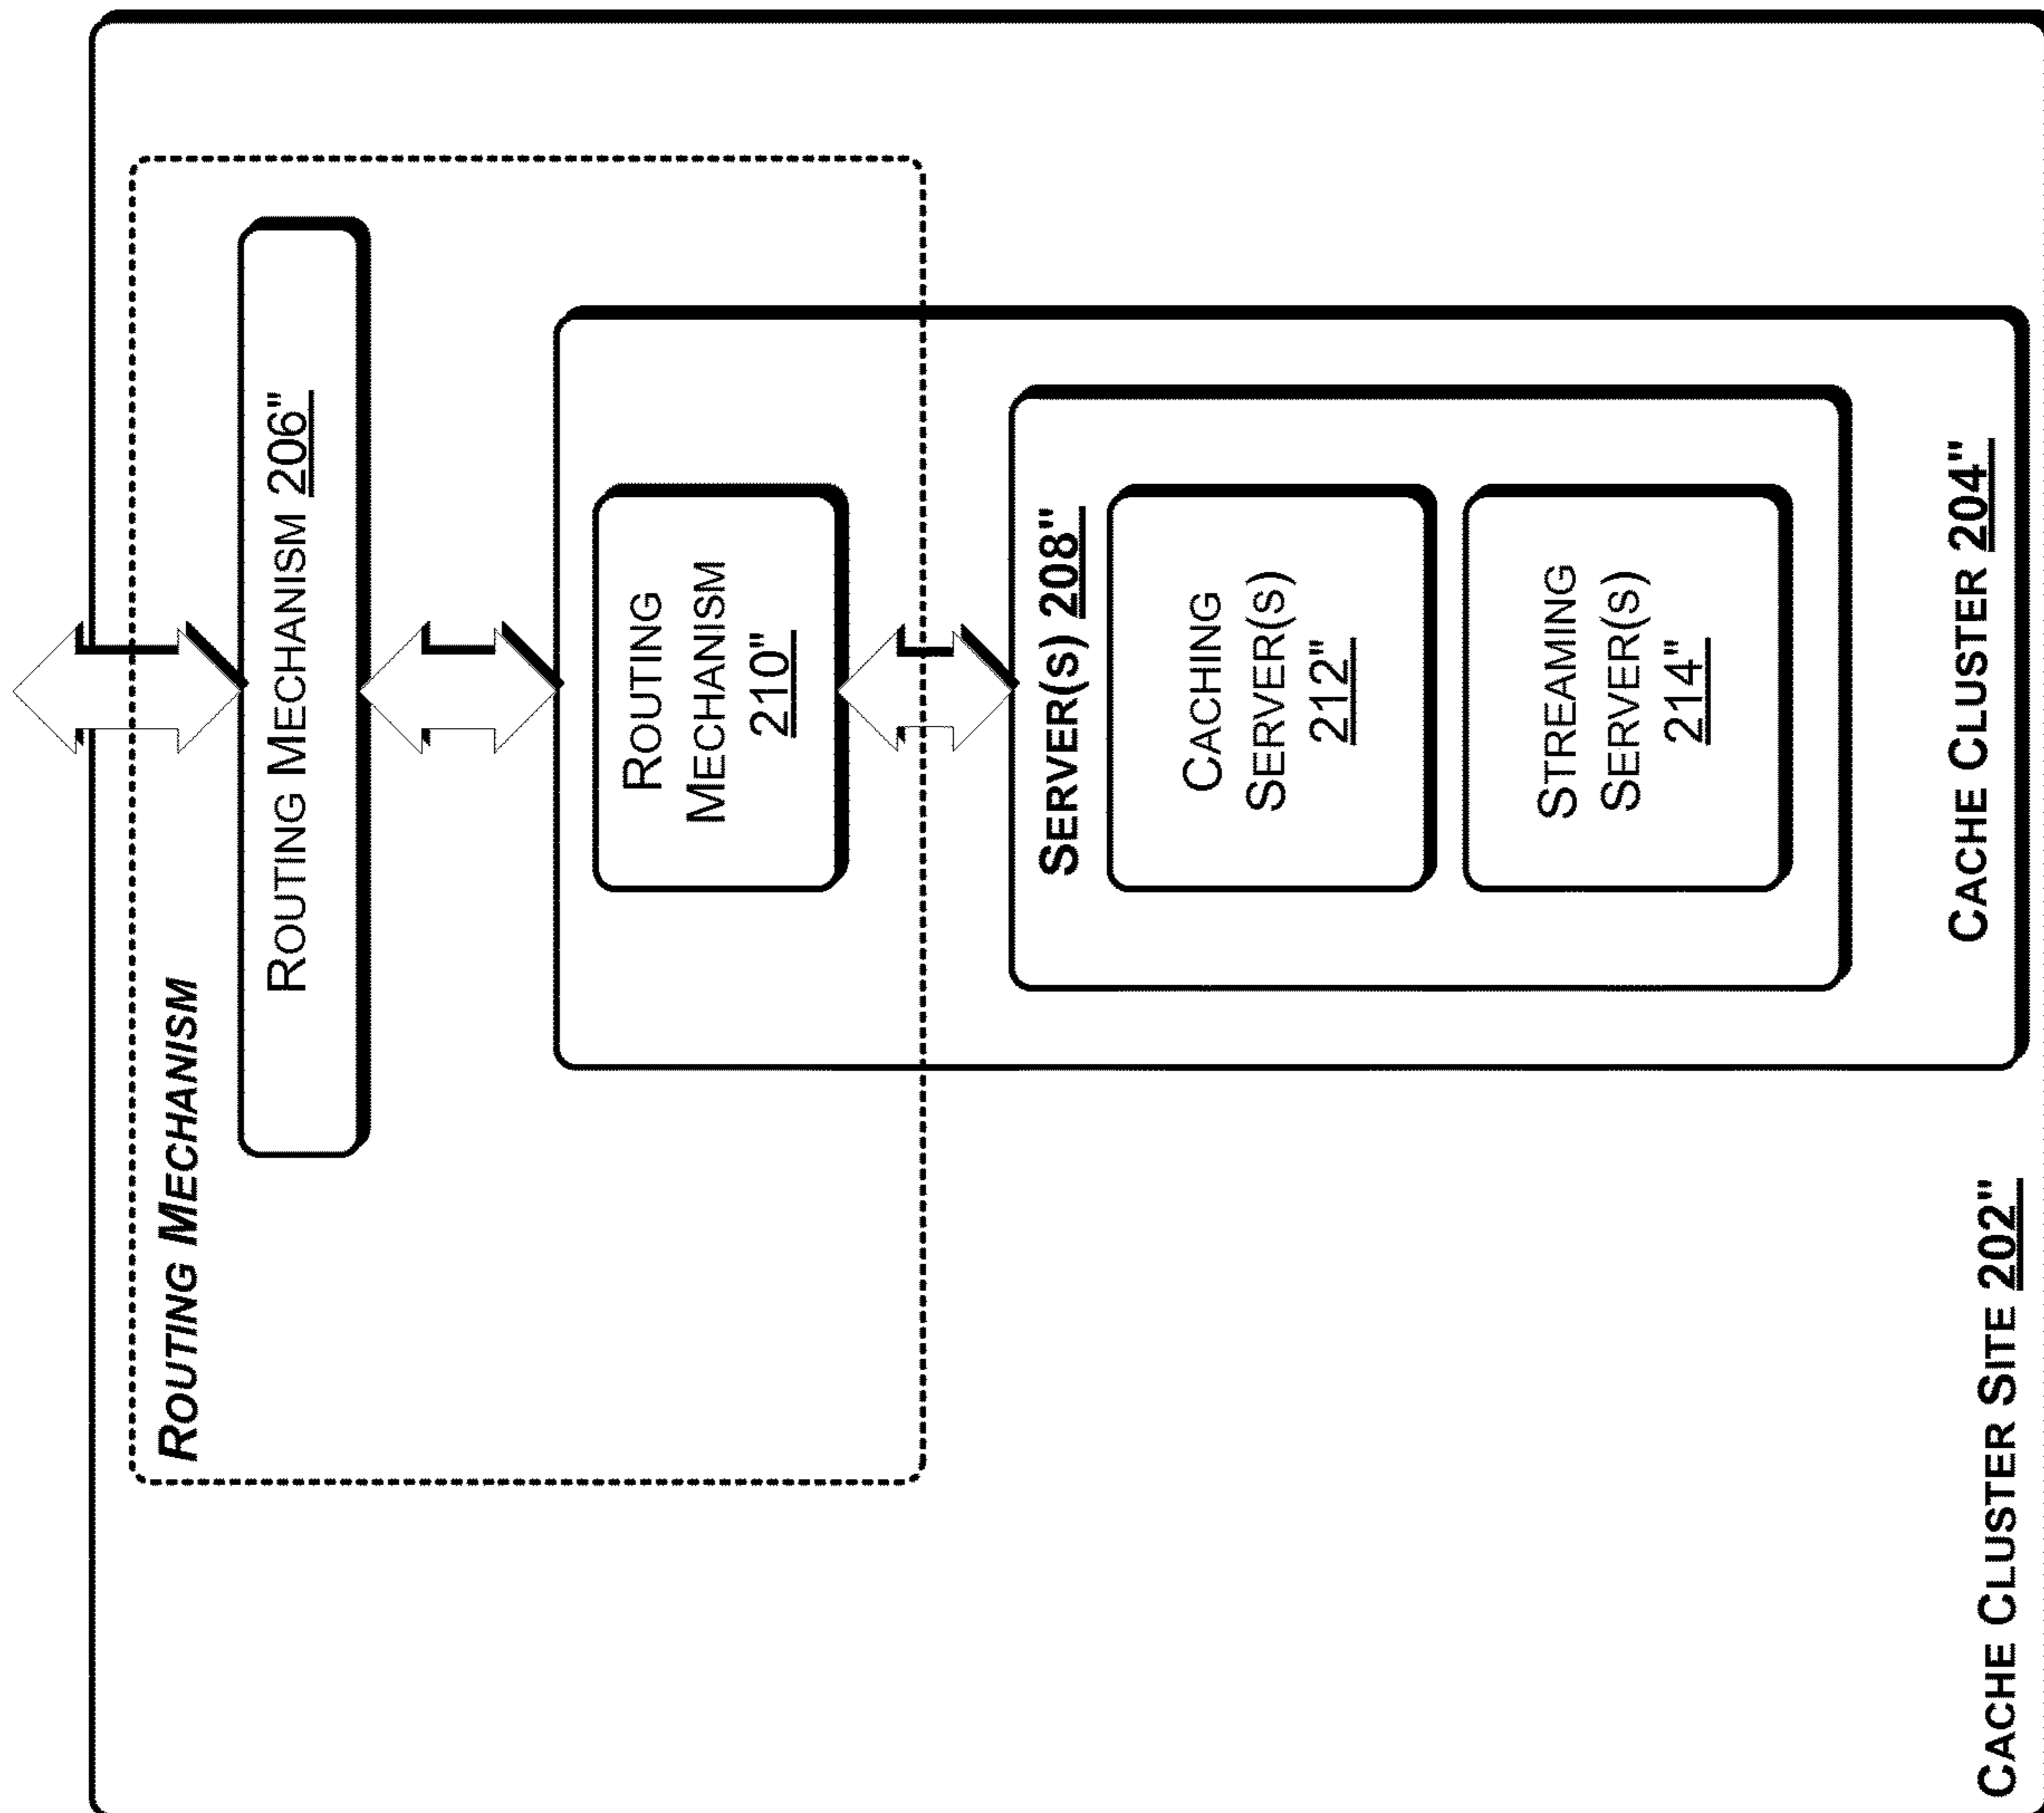 ROUTING MECHANISM
ROUTING MECHANISM 206"
ROUTING
MECHANISM
210"
SERVER(S) 208"
CACHING
SERVER(S)
212"
STREAMING
SERVER(S)
214"
CACHE CLUSTER 204"
CACHE CLUSTER SITE 202"